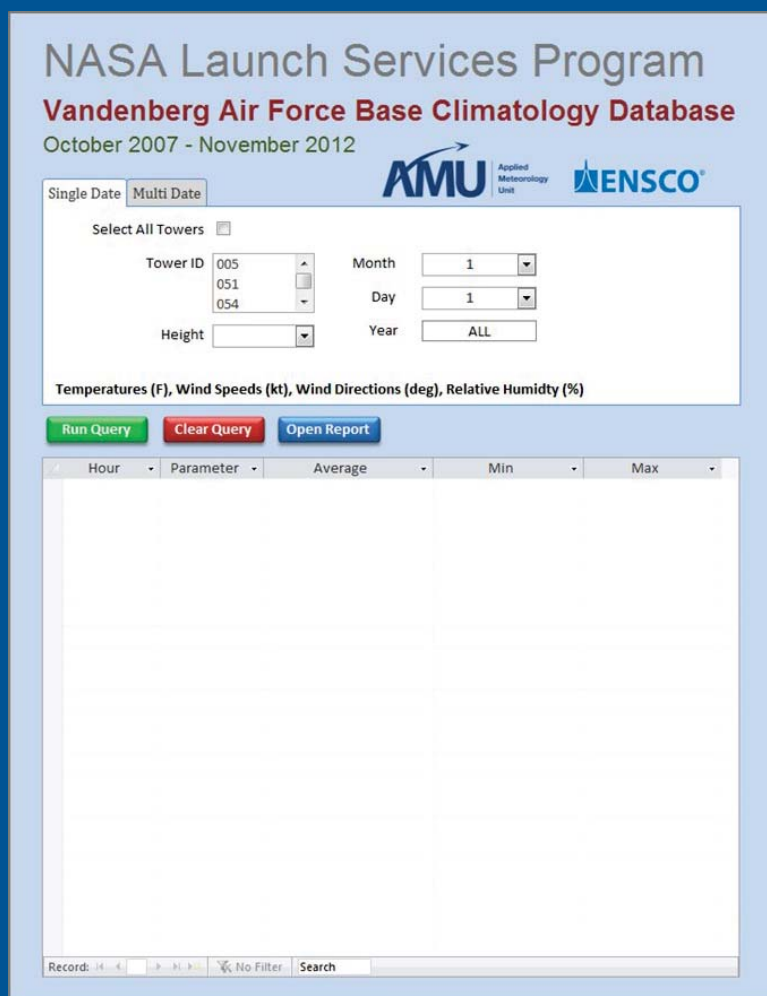 NASA Launch Services Program
Vandenberg Air Force Base Climatology Database
October 2007 - November 2012
AMU Applied Meteorology Unit
ENSCO®
Single Date Multi Date
Select All Towers
Tower ID 005 Month 1
051
054 Day 1
Height Year ALL
Temperatures (F), Wind Speeds (kt), Wind Directions (deg), Relative Humidty (%)
Run Query Clear Query Open Report
Hour Parameter Average Min Max
Record: No Filter Search